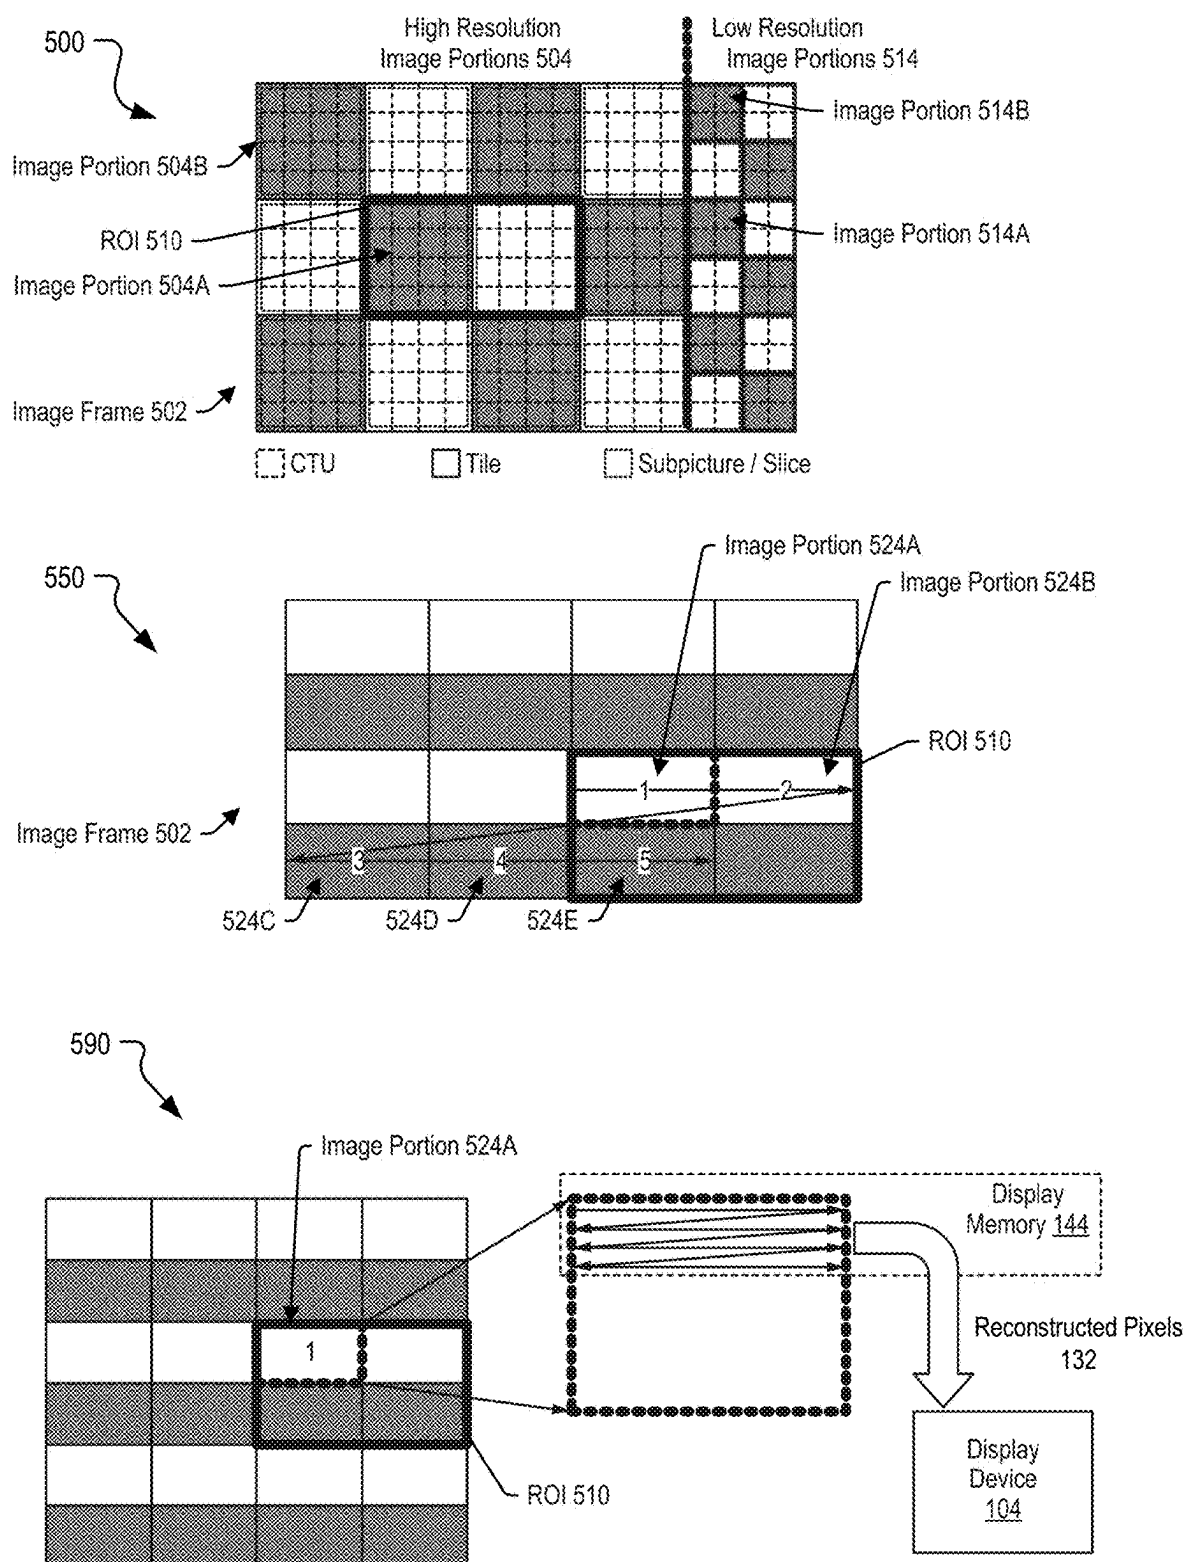 500
High Resolution
Image Portions 504
Low Resolution
Image Portions 514
Image Portion 514B
Image Portion 504B
ROI 510
Image Portion 514A
Image Portion 504A
Image Frame 502
CTU
Tile
Subpicture / Slice
550
Image Portion 524A
Image Portion 524B
ROI 510
1
2
Image Frame 502
3
4
5
524C
524D
524E
590
Image Portion 524A
Display
Memory 144
1
Reconstructed Pixels
132
ROI 510
Display
Device
104